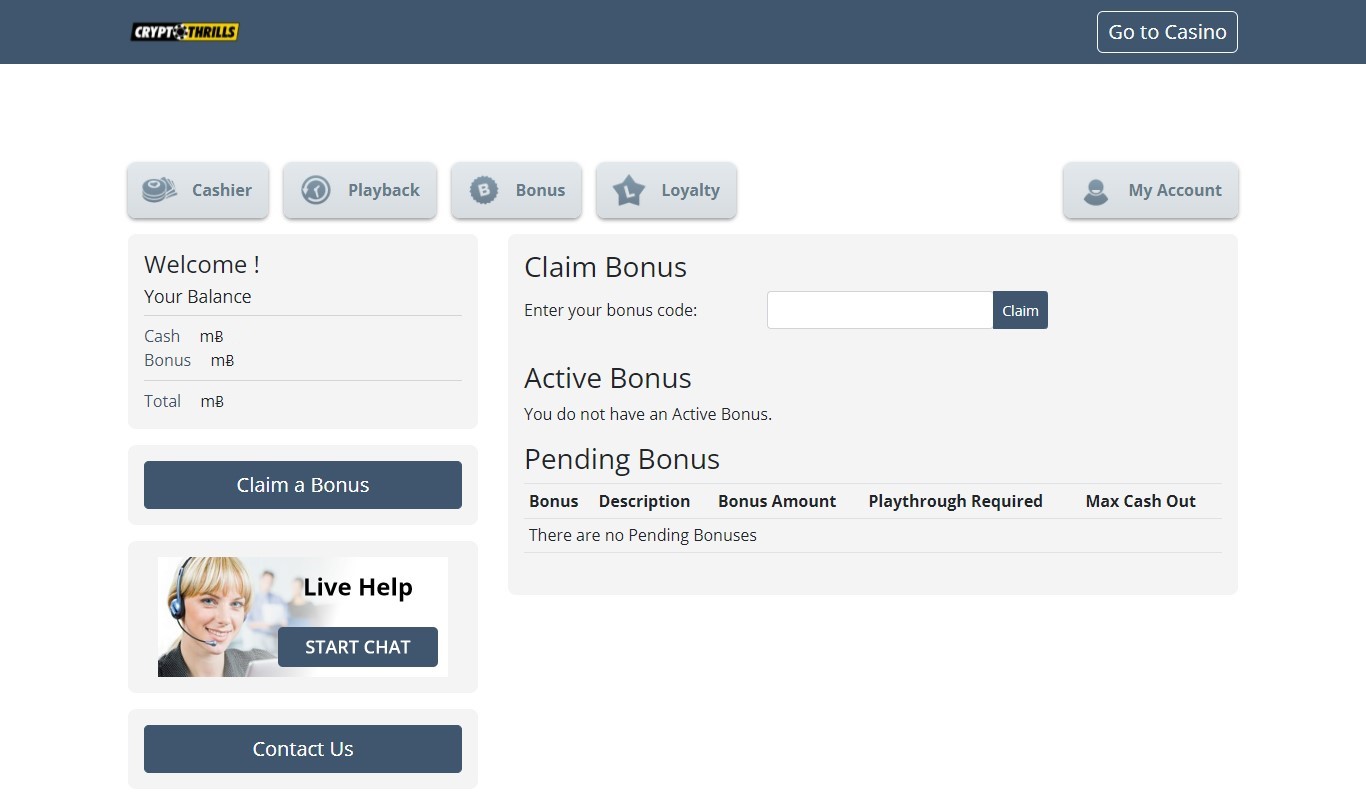 CRYPTOTHRILLS
Go to Casino
Cashier
Playback
Bonus
Loyalty
My Account
Welcome !
Your Balance
Cash mɃ
Bonus mɃ
Total mɃ
Claim a Bonus
Live Help
START CHAT
Contact Us
Claim Bonus
Enter your bonus code: Claim
Active Bonus
You do not have an Active Bonus.
Pending Bonus
Bonus Description Bonus Amount Playthrough Required Max Cash Out
There are no Pending Bonuses